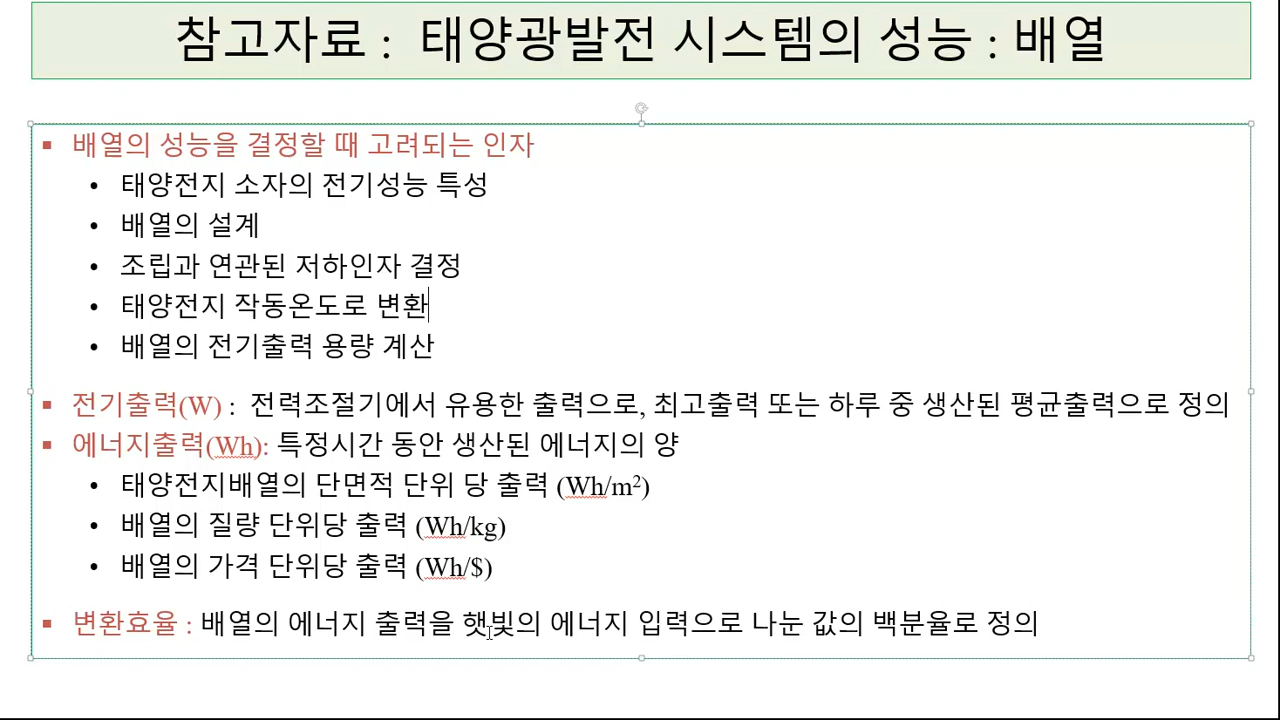 참고자료 : 태양광발전 시스템의 성능 : 배열
▪ 배열의 성능을 결정할 때 고려되는 인자
• 태양전지 소자의 전기성능 특성
• 배열의 설계
• 조립과 연관된 저하인자 결정
• 태양전지 작동온도로 변환
• 배열의 전기출력 용량 계산
▪ 전기출력(W) : 전력조절기에서 유용한 출력으로, 최고출력 또는 하루 중 생산된 평균출력으로 정의
▪ 에너지출력(Wh): 특정시간 동안 생산된 에너지의 양
• 태양전지배열의 단면적 단위 당 출력 (Wh/m²)
• 배열의 질량 단위당 출력 (Wh/kg)
• 배열의 가격 단위당 출력 (Wh/$)
▪ 변환효율 : 배열의 에너지 출력을 햇빛의 에너지 입력으로 나눈 값의 백분율로 정의